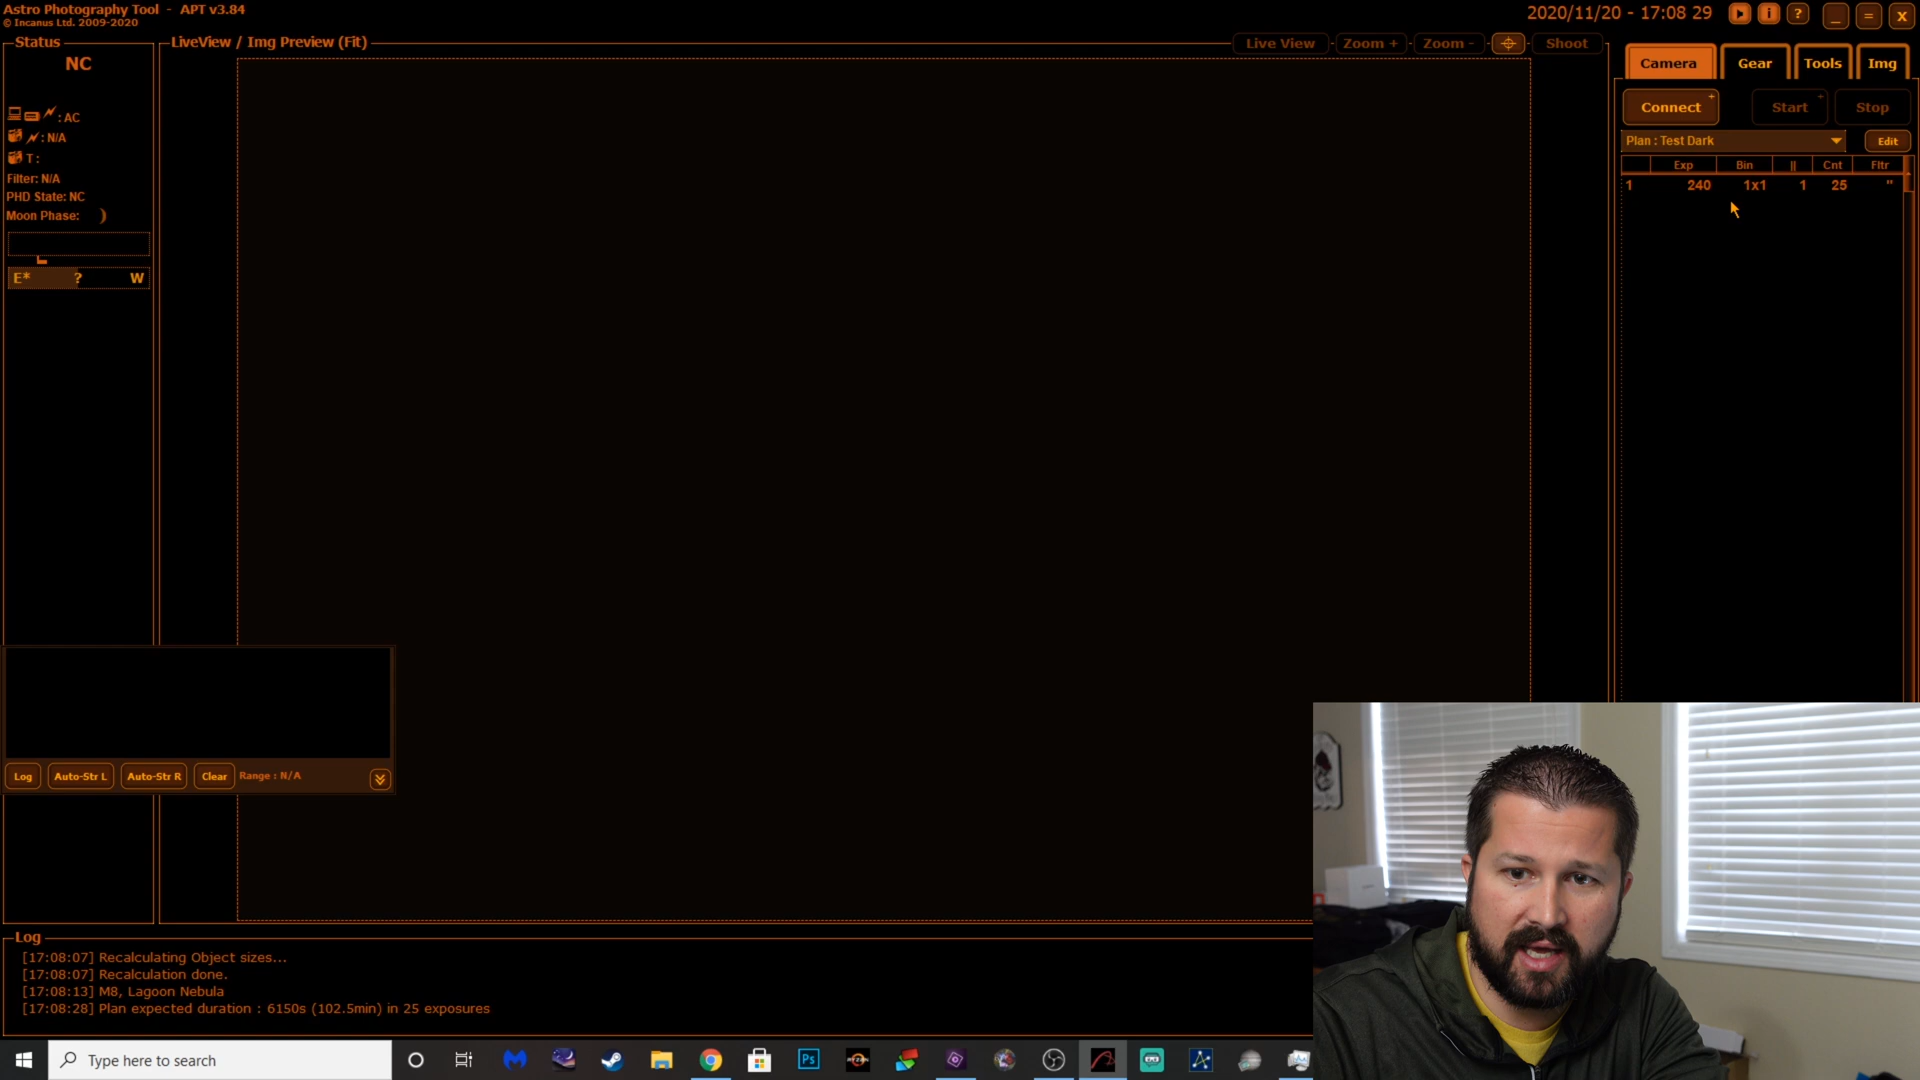 Astro Photography Tool - APT v3.84
© Incanus Ltd. 2009-2020
2020/11/20 - 17:08 29
i ? _ = X
Status
NC
: AC
: N/A
T :
Filter: N/A
PHD State: NC
Moon Phase: )
E* ? W
LiveView / Img Preview (Fit)
Live View Zoom + Zoom - Shoot
Camera Gear Tools Img
Connect + Start + Stop
Plan : Test Dark Edit
Exp Bin || Cnt Fltr
1 240 1x1 1 25 "
Log Auto-Str L Auto-Str R Clear Range : N/A
Log
[17:08:07] Recalculating Object sizes...
[17:08:07] Recalculation done.
[17:08:13] M8, Lagoon Nebula
[17:08:28] Plan expected duration : 6150s (102.5min) in 25 exposures
Type here to search
Ps